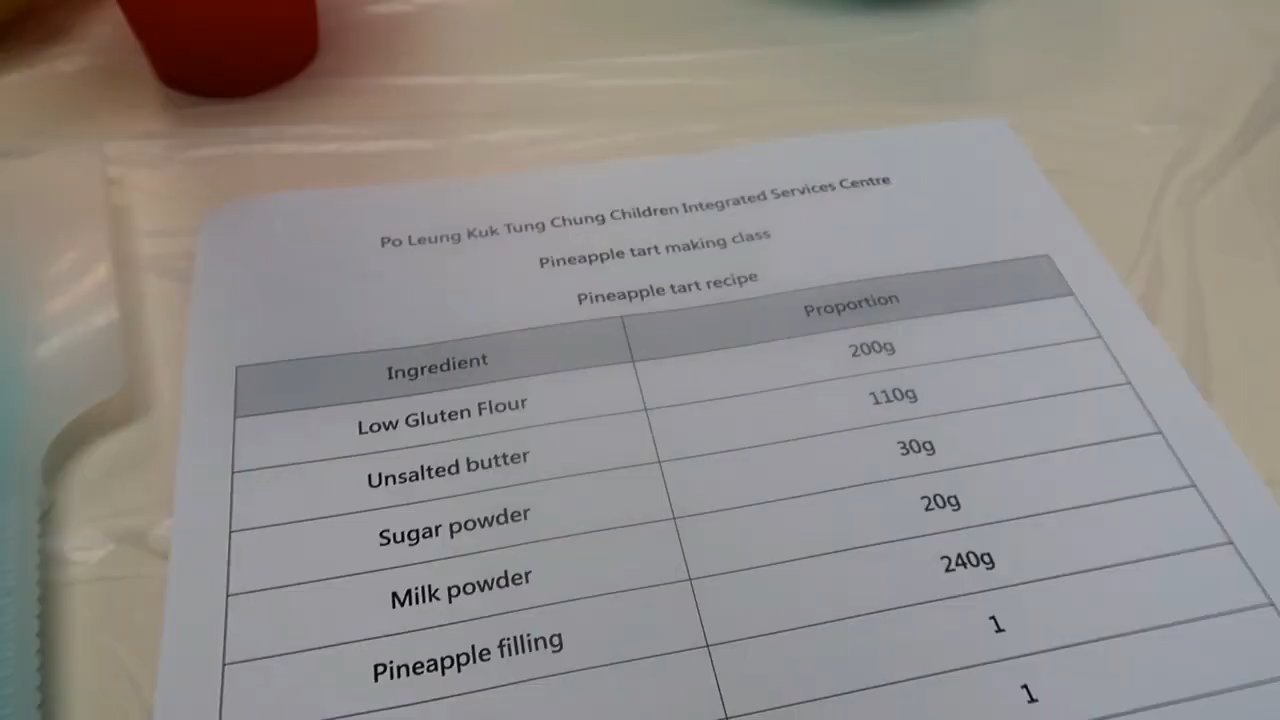 Po Leung Kuk Tung Chung Children Integrated Services Centre
Pineapple tart making class
Pineapple tart recipe
Ingredient Proportion
Low Gluten Flour 200g
Unsalted butter 110g
Sugar powder 30g
Milk powder 20g
Pineapple filling 240g
1
1